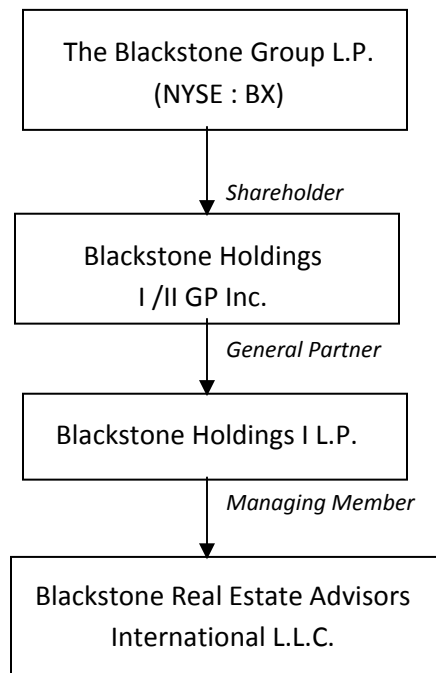 The Blackstone Group L.P.
(NYSE : BX)
Shareholder
Blackstone Holdings
I /II GP Inc.
General Partner
Blackstone Holdings I L.P.
Managing Member
Blackstone Real Estate Advisors
International L.L.C.